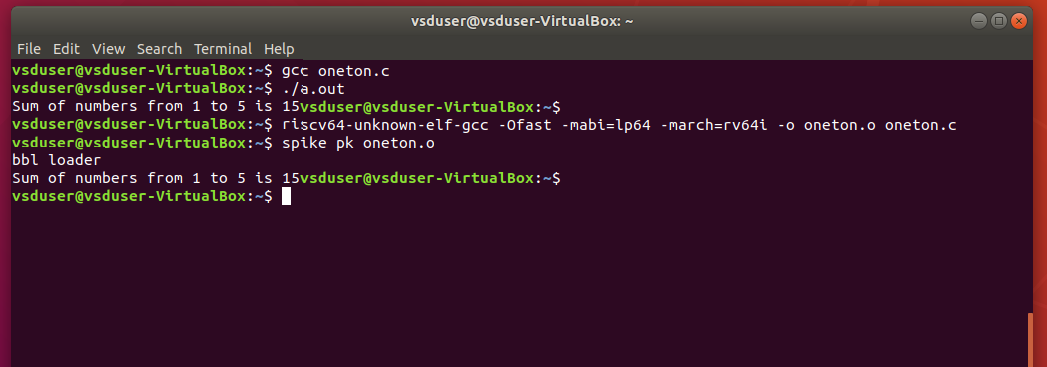 vsduser@vsduser-VirtualBox: ~
File Edit View Search Terminal Help
vsduser@vsduser-VirtualBox:~$ gcc oneton.c
vsduser@vsduser-VirtualBox:~$ ./a.out
Sum of numbers from 1 to 5 is 15vsduser@vsduser-VirtualBox:~$
vsduser@vsduser-VirtualBox:~$ riscv64-unknown-elf-gcc -Ofast -mabi=lp64 -march=rv64i -o oneton.o oneton.c
vsduser@vsduser-VirtualBox:~$ spike pk oneton.o
bbl loader
Sum of numbers from 1 to 5 is 15vsduser@vsduser-VirtualBox:~$
vsduser@vsduser-VirtualBox:~$